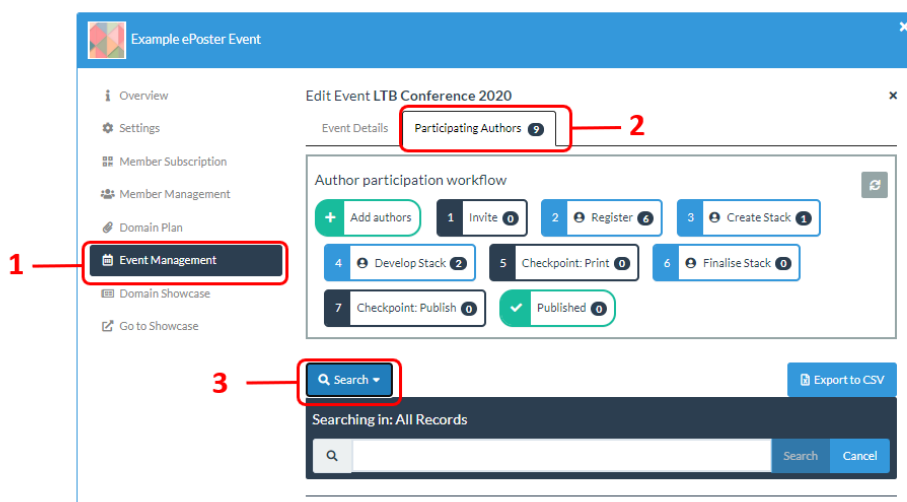 Example ePoster Event
Overview
Settings
Member Subscription
Member Management
Domain Plan
1
Event Management
Domain Showcase
Go to Showcase
Edit Event LTB Conference 2020
Event Details
Participating Authors 9
2
Author participation workflow
Add authors
1 Invite 0
2 Register 6
3 Create Stack 1
4 Develop Stack 2
5 Checkpoint: Print 0
6 Finalise Stack 0
7 Checkpoint: Publish 0
Published 0
3
Search
Export to CSV
Searching in: All Records
Search
Cancel